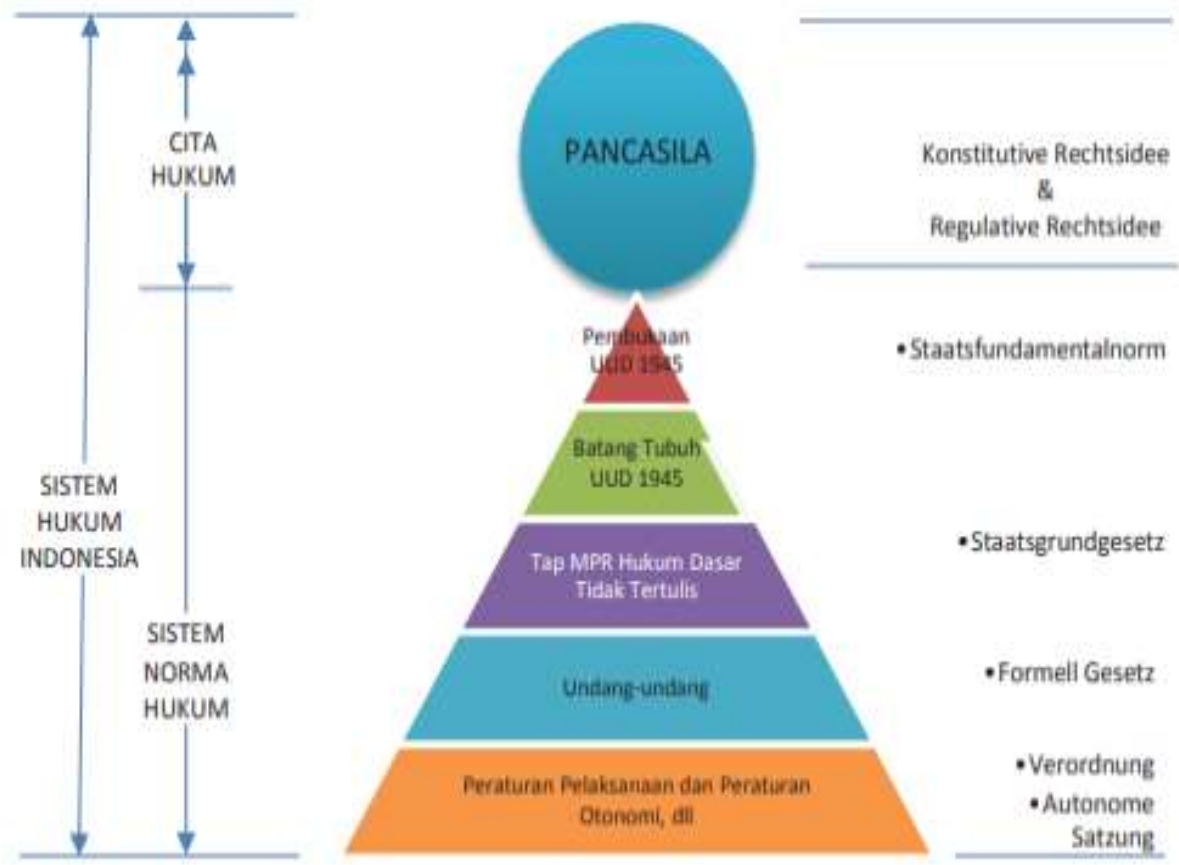 CITA
HUKUM
SISTEM
HUKUM
INDONESIA
SISTEM
NORMA
HUKUM
PANCASILA
Pembukaan
UUD 1945
Batang Tubuh
UUD 1945
Tap MPR Hukum Dasar
Tidak Tertulis
Undang-undang
Peraturan Pelaksanaan dan Peraturan
Otonomi, dll
Konstitutive Rechtsidee
&
Regulative Rechtsidee
•Staatsfundamentalnorm
•Staatsgrundgesetz
•Formell Gesetz
•Verordnung
•Autonome
Satzung